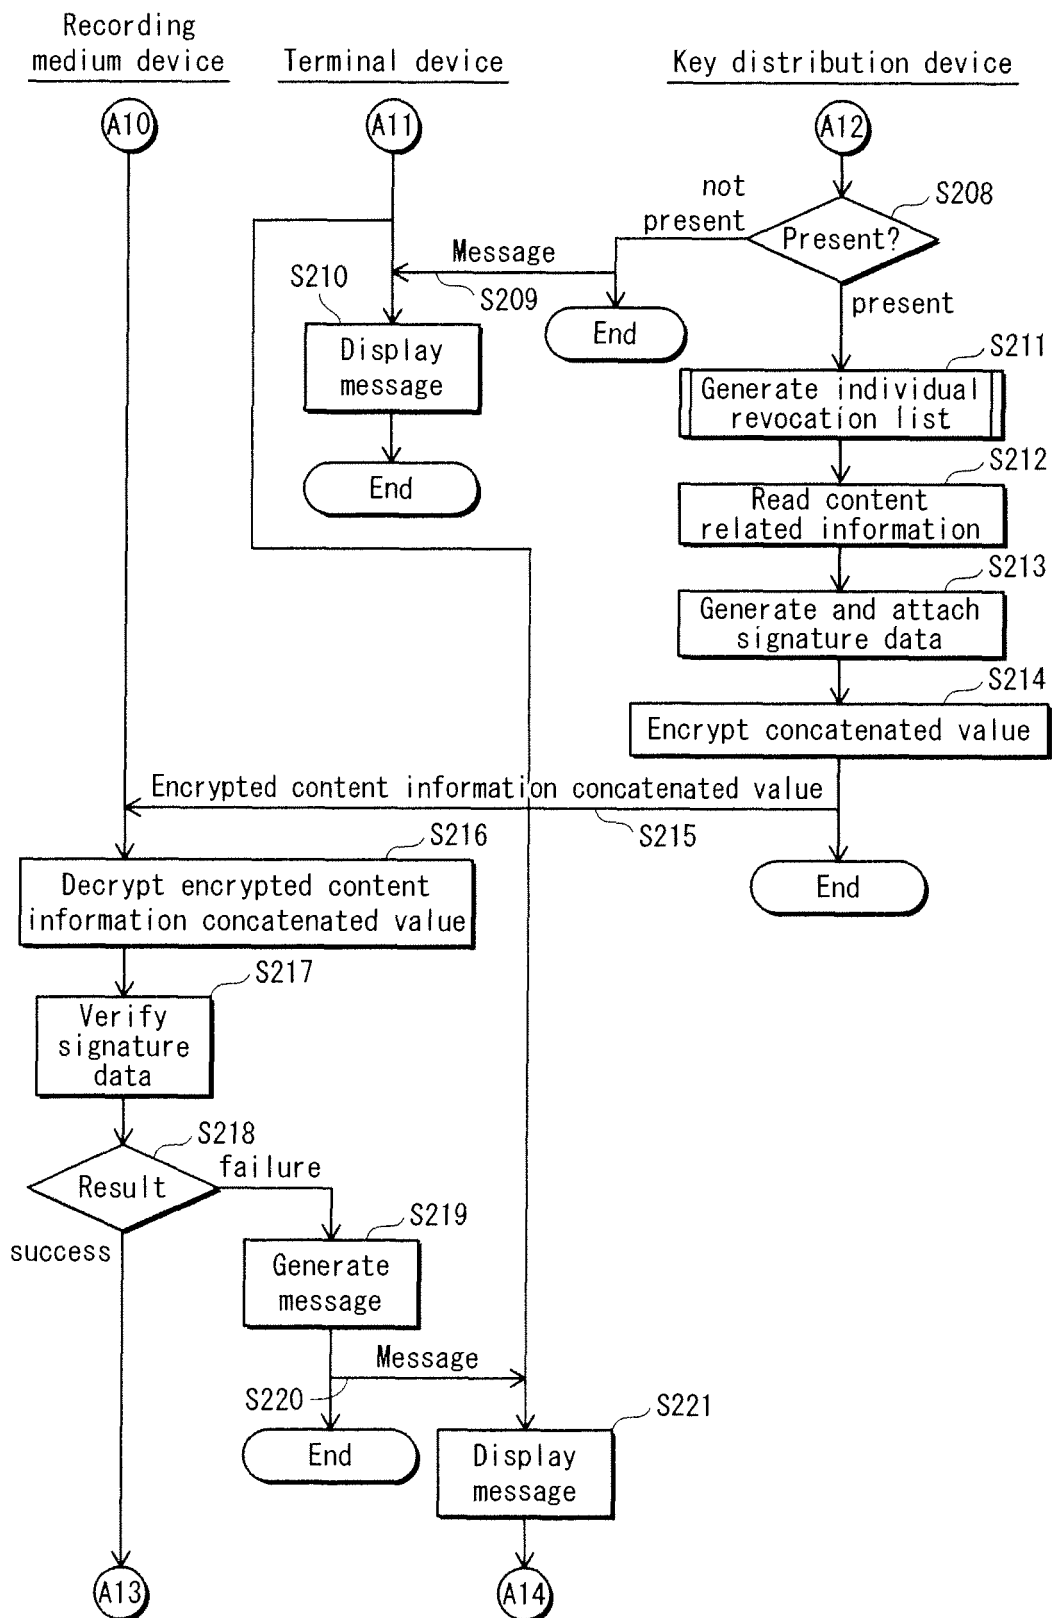 Recording
medium device
Terminal device
Key distribution device
A10
A11
A12
not
present
S208
Present?
Message
S210
S209
present
End
Display
message
S211
Generate individual
revocation list
S212
End
Read content
related information
S213
Generate and attach
signature data
S214
Encrypt concatenated value
Encrypted content information concatenated value
S216
S215
Decrypt encrypted content
information concatenated value
End
S217
Verify
signature
data
S218
failure
Result
S219
success
Generate
message
Message
S220
S221
End
Display
message
A13
A14